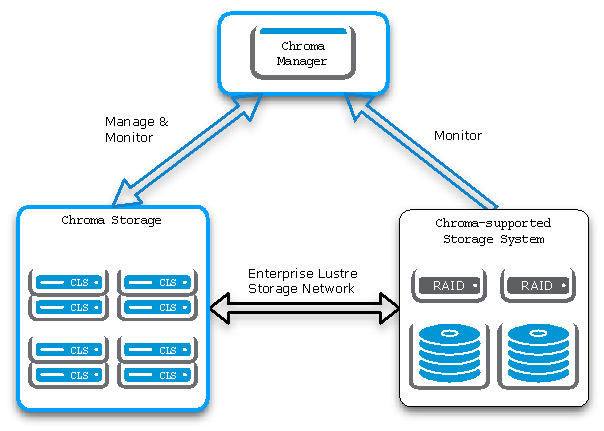 Chroma
Manager
Manage &
Monitor
Monitor
Chroma Storage
Chroma-supported
Storage System
Enterprise Lustre
Storage Network
CLS CLS
CLS CLS
CLS CLS
CLS CLS
RAID RAID